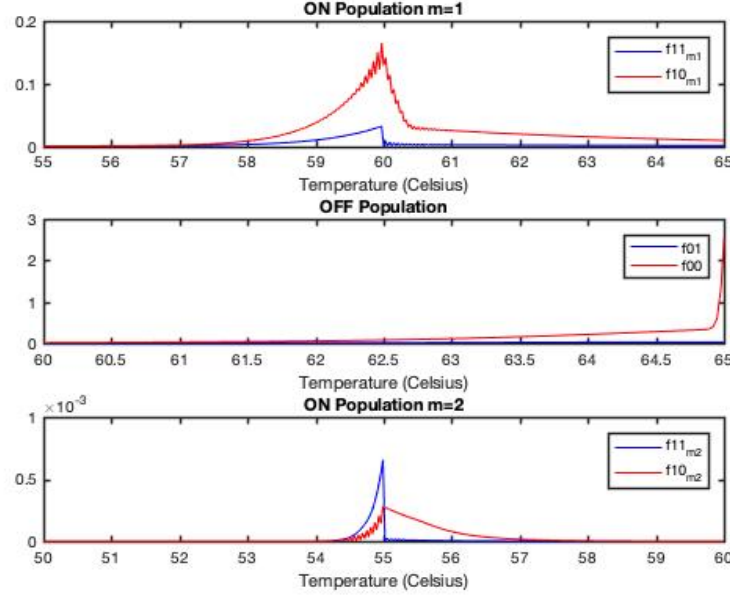 ON Population m=1
0.2
0.1
0
f11m1
f10m1
55 56 57 58 59 60 61 62 63 64 65
Temperature (Celsius)
OFF Population
3
2
1
0
f01
f00
60 60.5 61 61.5 62 62.5 63 63.5 64 64.5 65
Temperature (Celsius)
ON Population m=2
×10-3
1
0.5
0
f11m2
f10m2
50 51 52 53 54 55 56 57 58 59 60
Temperature (Celsius)